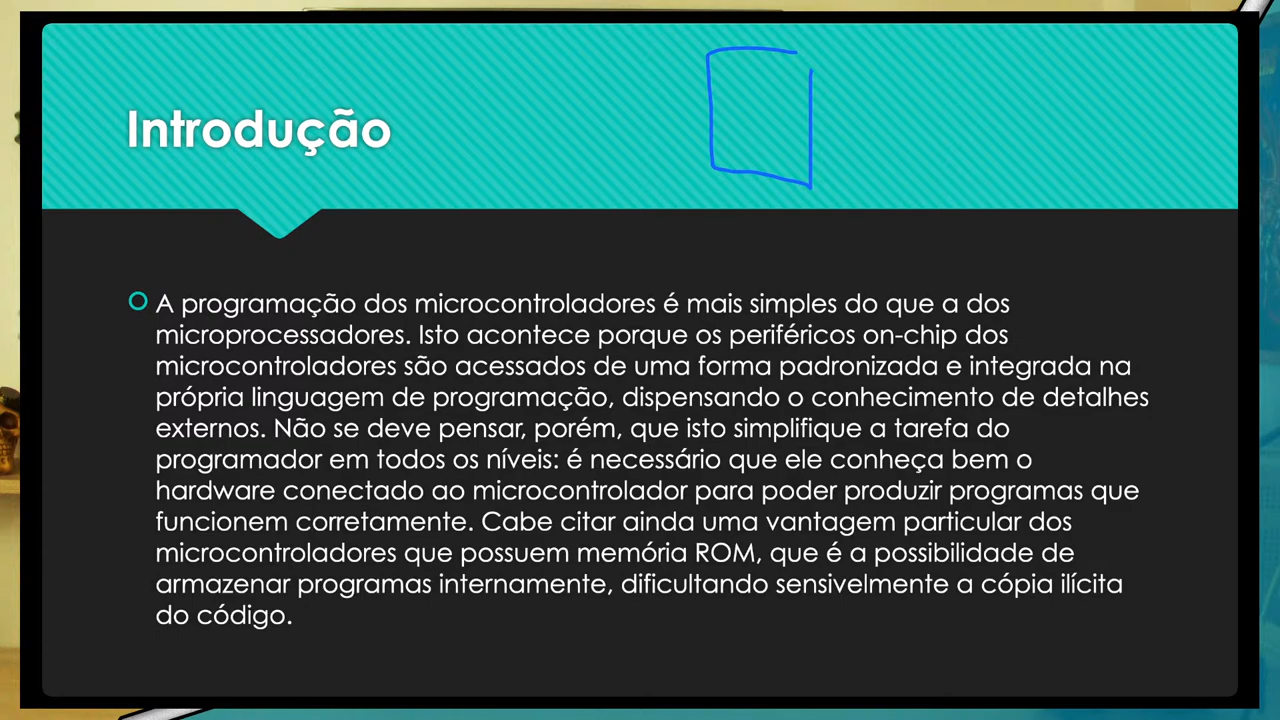 Introdução
A programação dos microcontroladores é mais simples do que a dos
microprocessadores. Isto acontece porque os periféricos on-chip dos
microcontroladores são acessados de uma forma padronizada e integrada na
própria linguagem de programação, dispensando o conhecimento de detalhes
externos. Não se deve pensar, porém, que isto simplifique a tarefa do
programador em todos os níveis: é necessário que ele conheça bem o
hardware conectado ao microcontrolador para poder produzir programas que
funcionem corretamente. Cabe citar ainda uma vantagem particular dos
microcontroladores que possuem memória ROM, que é a possibilidade de
armazenar programas internamente, dificultando sensivelmente a cópia ilícita
do código.